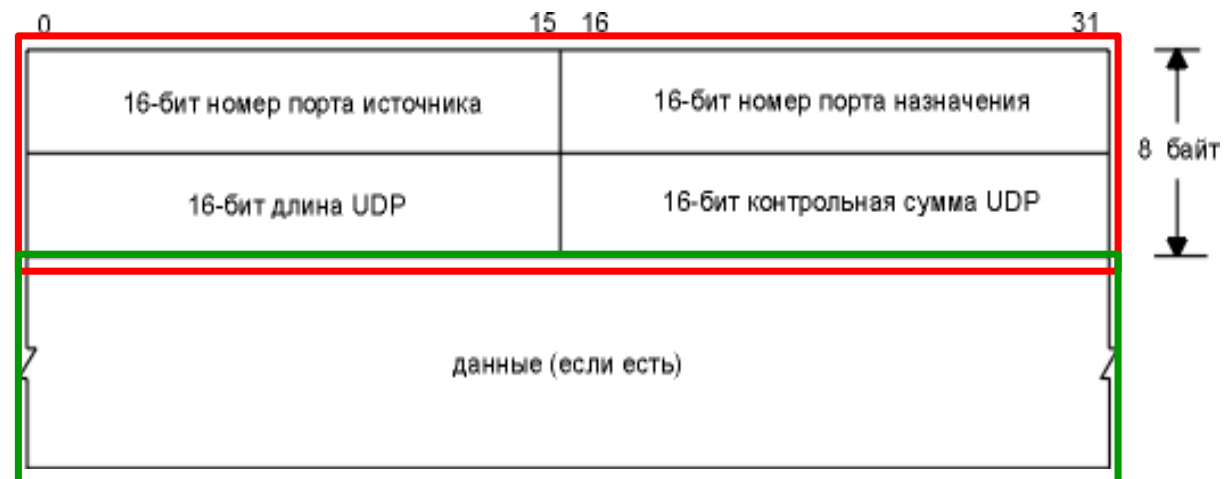 0 15 16 31
16-бит номер порта источника 16-бит номер порта назначения
8 байт
16-бит длина UDP 16-бит контрольная сумма UDP
данные (если есть)